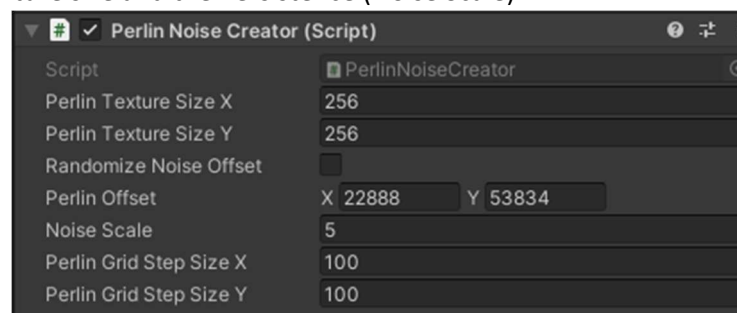 Perlin Noise Creator (Script)
Script PerlinNoiseCreator
Perlin Texture Size X 256
Perlin Texture Size Y 256
Randomize Noise Offset
Perlin Offset X 22888 Y 53834
Noise Scale 5
Perlin Grid Step Size X 100
Perlin Grid Step Size Y 100